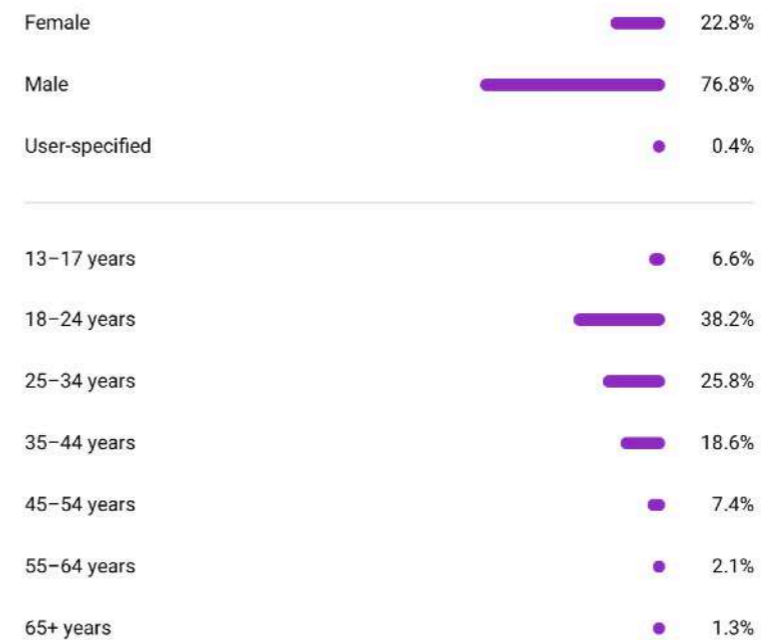 Female 22.8%
Male 76.8%
User-specified 0.4%
13–17 years 6.6%
18–24 years 38.2%
25–34 years 25.8%
35–44 years 18.6%
45–54 years 7.4%
55–64 years 2.1%
65+ years 1.3%